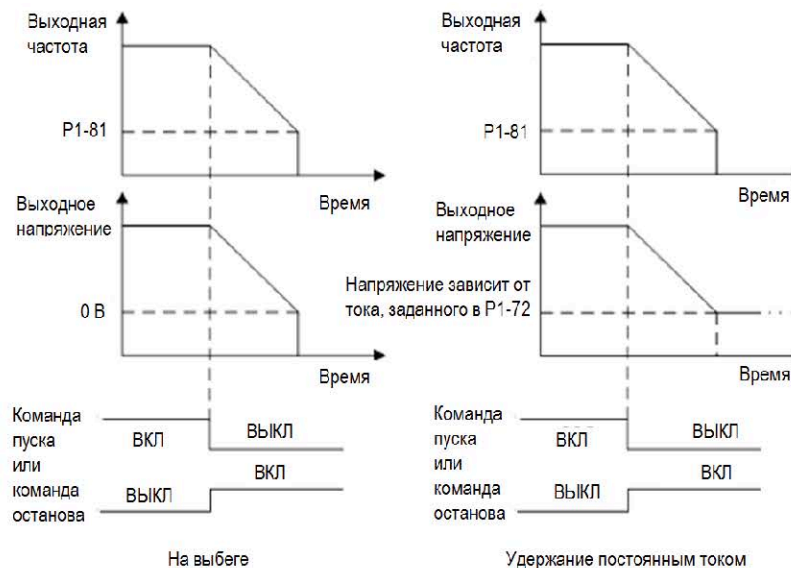 Выходная
частота
P1-81
Время
Выходное
напряжение
0 В
Время
Команда
пуска
или
команда
останова
ВКЛ
ВЫКЛ
ВЫКЛ
ВКЛ
На выбеге
Выходная
частота
P1-81
Время
Выходное
напряжение
Напряжение зависит от
тока, заданного в P1-72
Время
Команда
пуска
или
команда
останова
ВКЛ
ВЫКЛ
ВЫКЛ
ВКЛ
Удержание постоянным током